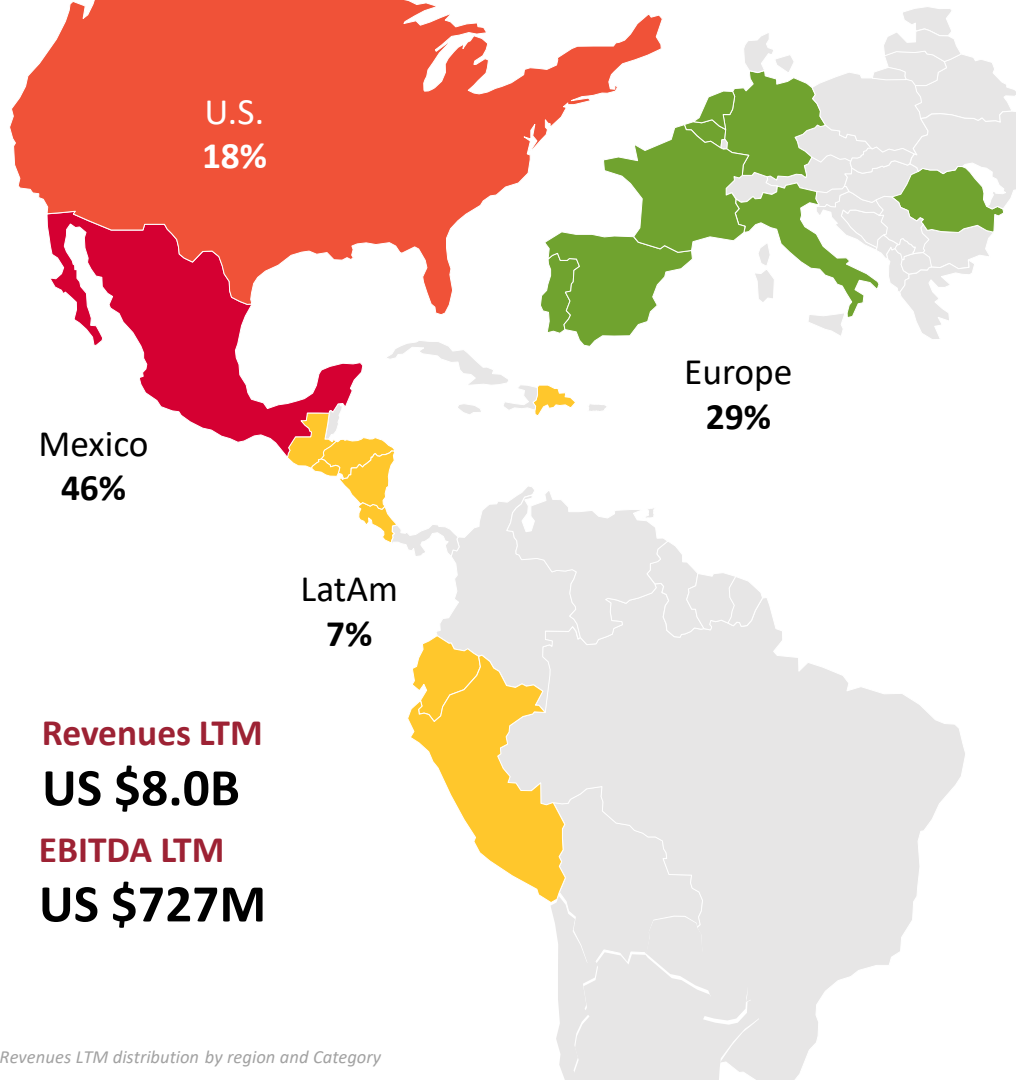 U.S.
18%
Europe
29%
Mexico
46%
LatAm
7%
Revenues LTM
US $8.0B
EBITDA LTM
US $727M
Revenues LTM distribution by region and Category